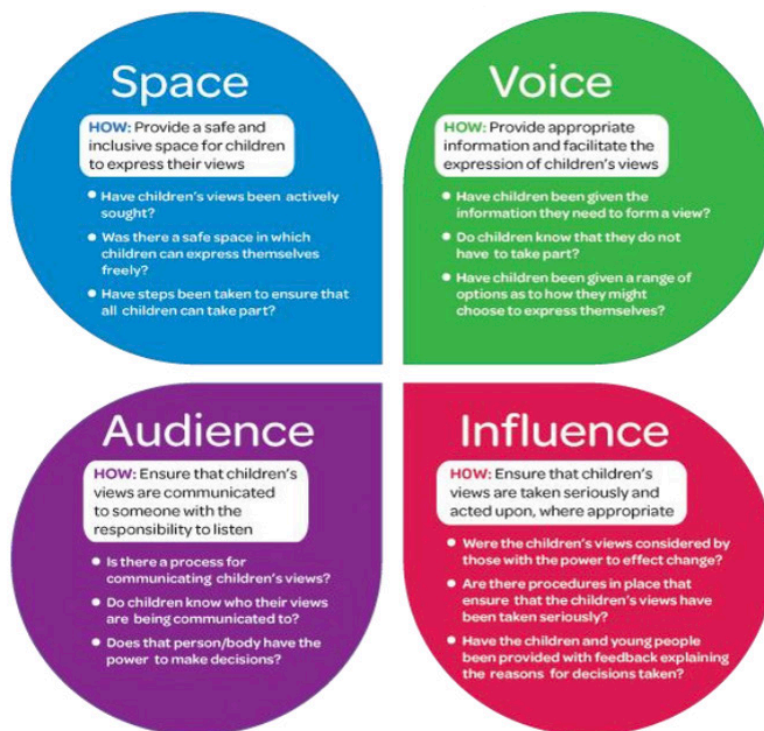 Space
HOW: Provide a safe and
inclusive space for children
to express their views
• Have children's views been actively
sought?
• Was there a safe space in which
children can express themselves
freely?
• Have steps been taken to ensure that
all children can take part?
Voice
HOW: Provide appropriate
information and facilitate the
expression of children's views
• Have children been given the
information they need to form a view?
• Do children know that they do not
have to take part?
• Have children been given a range of
options as to how they might
choose to express themselves?
Audience
HOW: Ensure that children's
views are communicated
to someone with the
responsibility to listen
• Is there a process for
communicating children's views?
• Do children know who their views
are being communicated to?
• Does that person/body have the
power to make decisions?
Influence
HOW: Ensure that children's
views are taken seriously and
acted upon, where appropriate
• Were the children's views considered by
those with the power to effect change?
• Are there procedures in place that
ensure that the children's views have
been taken seriously?
• Have the children and young people
been provided with feedback explaining
the reasons for decisions taken?